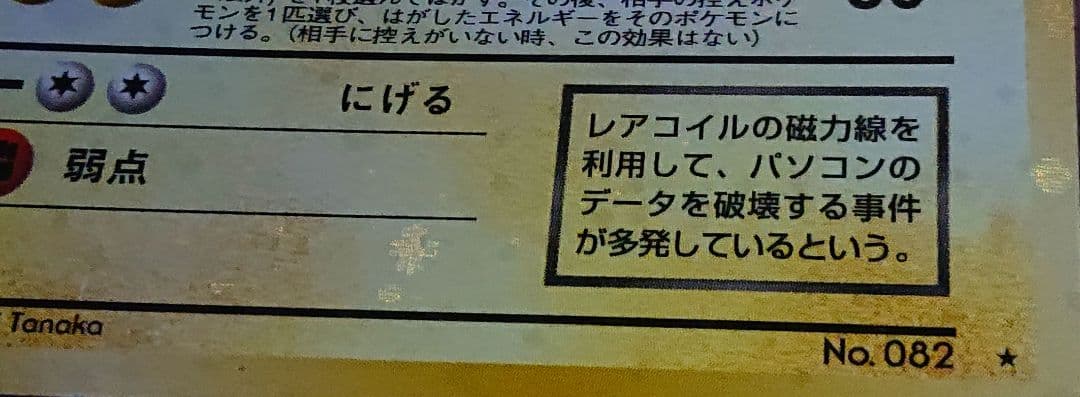 モンを1匹選び、はがしたエネルギーをそのポケモンに
つける。（相手に控えがいない時、この効果はない）
にげる
弱点
レアコイルの磁力線を
利用して、パソコンの
データを破壊する事件
が多発しているという。
Tanaka
No. 082 ★